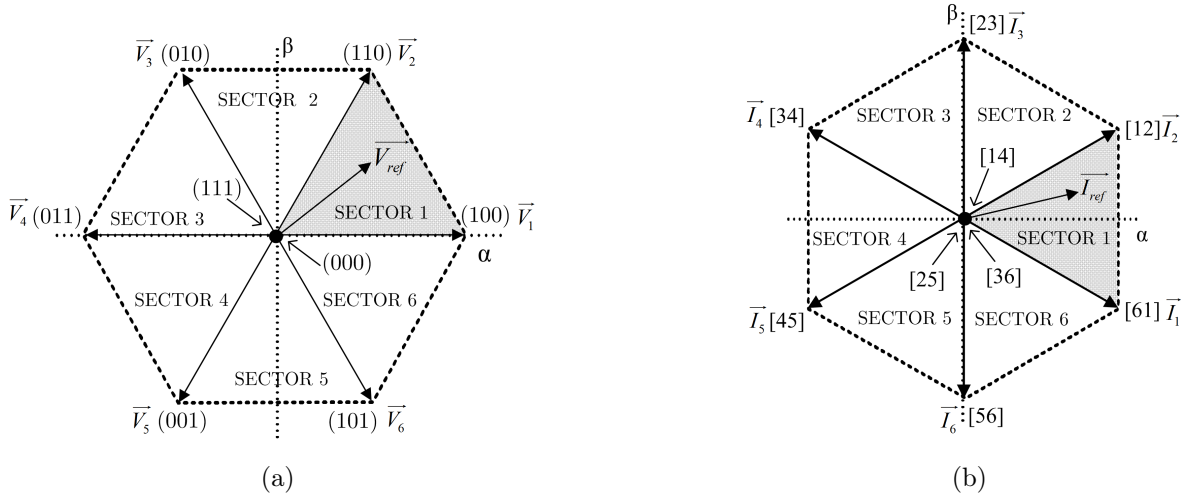 β
V₃ (010)
(110) V₂
SECTOR 2
V_ref
(111)
V₄ (011)
SECTOR 3
SECTOR 1
(100) V₁
α
(000)
SECTOR 4
SECTOR 6
SECTOR 5
V₅ (001)
(101) V₆
(a)
β
[23] I₃
SECTOR 3
SECTOR 2
I₄ [34]
[12] I₂
[14]
I_ref
SECTOR 4
SECTOR 1
α
[25]
[36]
I₅ [45]
SECTOR 5
SECTOR 6
[61] I₁
I₆ [56]
(b)